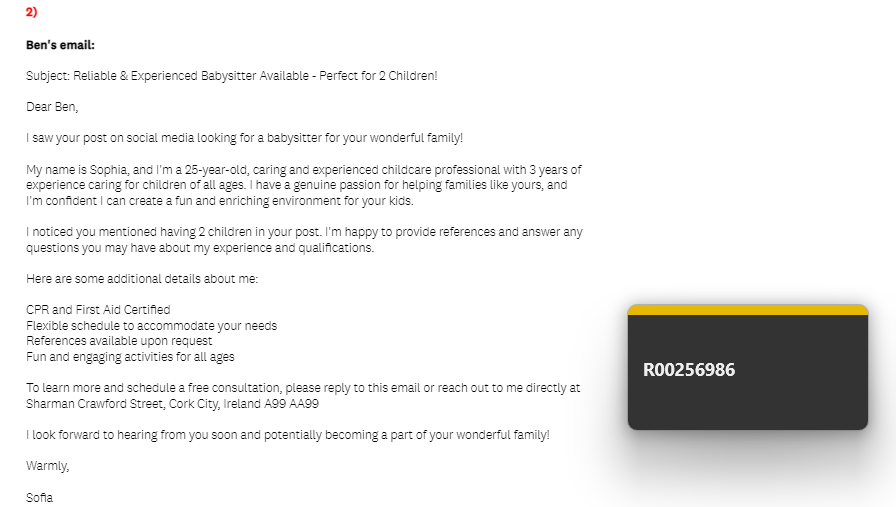 2)
Ben's email:
Subject: Reliable & Experienced Babysitter Available - Perfect for 2 Children!
Dear Ben,
I saw your post on social media looking for a babysitter for your wonderful family!
My name is Sophia, and I'm a 25-year-old, caring and experienced childcare professional with 3 years of
experience caring for children of all ages. I have a genuine passion for helping families like yours, and
I'm confident I can create a fun and enriching environment for your kids.
I noticed you mentioned having 2 children in your post. I'm happy to provide references and answer any
questions you may have about my experience and qualifications.
Here are some additional details about me:
CPR and First Aid Certified
Flexible schedule to accommodate your needs
References available upon request
Fun and engaging activities for all ages
To learn more and schedule a free consultation, please reply to this email or reach out to me directly at
Sharman Crawford Street, Cork City, Ireland A99 AA99
I look forward to hearing from you soon and potentially becoming a part of your wonderful family!
Warmly,
Sofia
R00256986